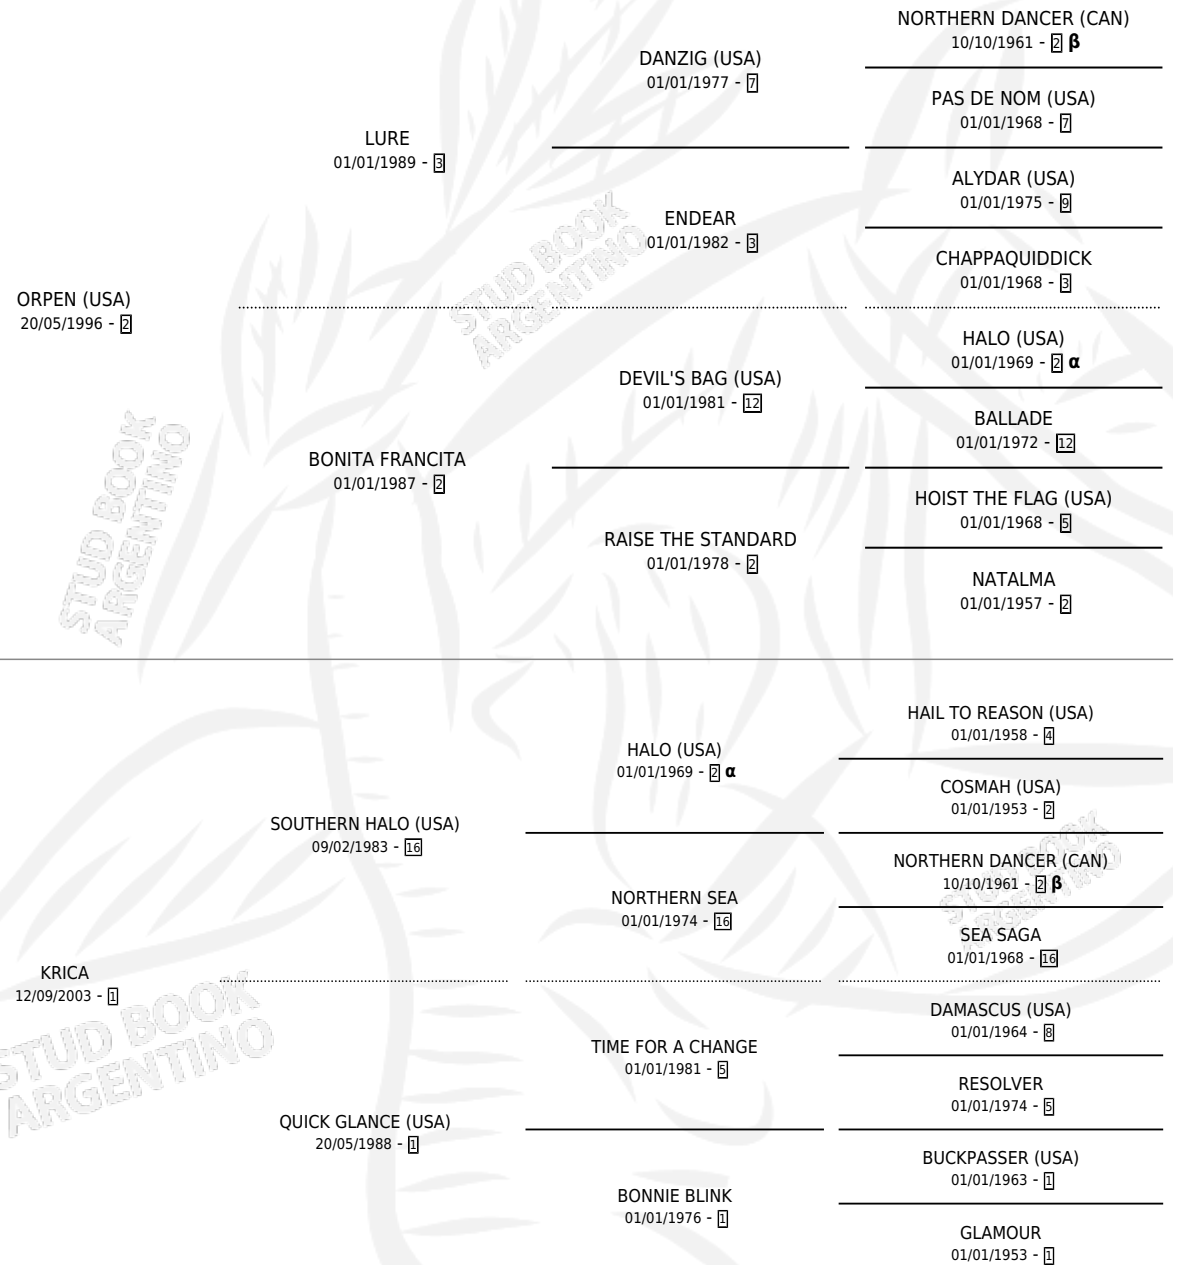 NORTHERN DANCER (CAN)
10/10/1961 - 2 β
DANZIG (USA)
01/01/1977 - 7
PAS DE NOM (USA)
01/01/1968 - 7
LURE
01/01/1989 - 3
ALYDAR (USA)
01/01/1975 - 9
ENDEAR
01/01/1982 - 3
CHAPPAQUIDDICK
01/01/1968 - 3
ORPEN (USA)
20/05/1996 - 2
HALO (USA)
01/01/1969 - 2 α
DEVIL'S BAG (USA)
01/01/1981 - 12
BALLADE
01/01/1972 - 12
BONITA FRANCITA
01/01/1987 - 2
HOIST THE FLAG (USA)
01/01/1968 - 5
RAISE THE STANDARD
01/01/1978 - 2
NATALMA
01/01/1957 - 2
HAIL TO REASON (USA)
01/01/1958 - 4
HALO (USA)
01/01/1969 - 2 α
COSMAH (USA)
01/01/1953 - 2
SOUTHERN HALO (USA)
09/02/1983 - 16
NORTHERN DANCER (CAN)
10/10/1961 - 2 β
NORTHERN SEA
01/01/1974 - 16
SEA SAGA
01/01/1968 - 16
KRICA
12/09/2003 - 1
DAMASCUS (USA)
01/01/1964 - 8
TIME FOR A CHANGE
01/01/1981 - 5
RESOLVER
01/01/1974 - 5
QUICK GLANCE (USA)
20/05/1988 - 1
BUCKPASSER (USA)
01/01/1963 - 1
BONNIE BLINK
01/01/1976 - 1
GLAMOUR
01/01/1953 - 1
STUD BOOK
ARGENTINO
STUD BOOK
ARGENTINO
STUD BOOK
ARGENTINO
STUD BOOK
ARGENTINO